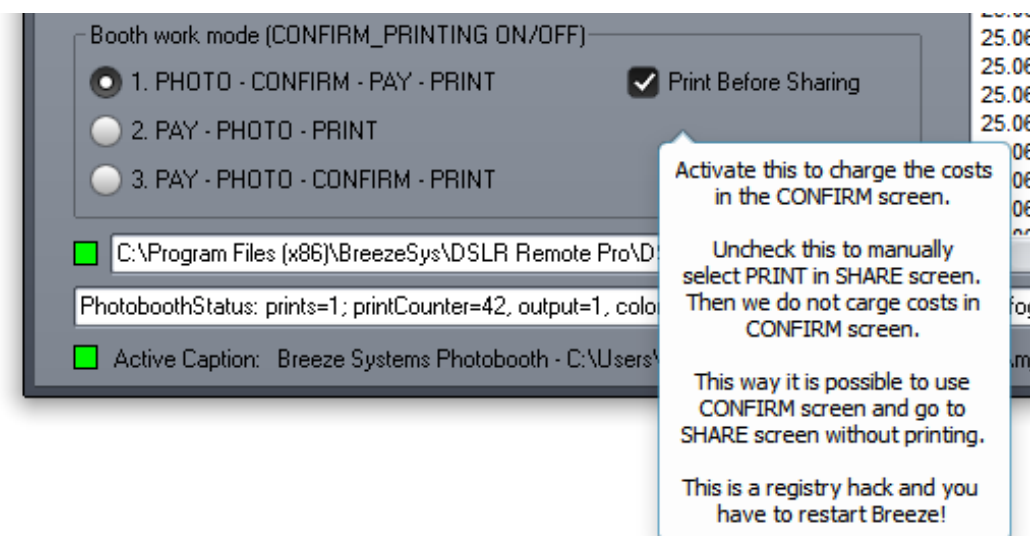 Booth work mode (CONFIRM_PRINTING ON/OFF)
1. PHOTO - CONFIRM - PAY - PRINT
Print Before Sharing
2. PAY - PHOTO - PRINT
3. PAY - PHOTO - CONFIRM - PRINT
C:\Program Files (x86)\BreezeSys\DSLR Remote Pro\D
PhotoboothStatus: prints=1; printCounter=42, output=1, colo
Active Caption: Breeze Systems Photobooth - C:\Users\
Activate this to charge the costs
in the CONFIRM screen.
Uncheck this to manually
select PRINT in SHARE screen.
Then we do not carge costs in
CONFIRM screen.
This way it is possible to use
CONFIRM screen and go to
SHARE screen without printing.
This is a registry hack and you
have to restart Breeze!
25.06
25.06
25.06
25.06